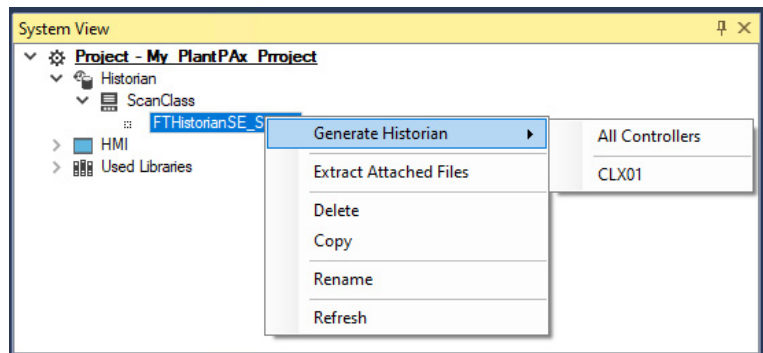 System View
Project - My_PlantPAx_Prroject
Historian
ScanClass
FTHistorianSE_S
Generate Historian
All Controllers
Extract Attached Files
CLX01
HMI
Used Libraries
Delete
Copy
Rename
Refresh